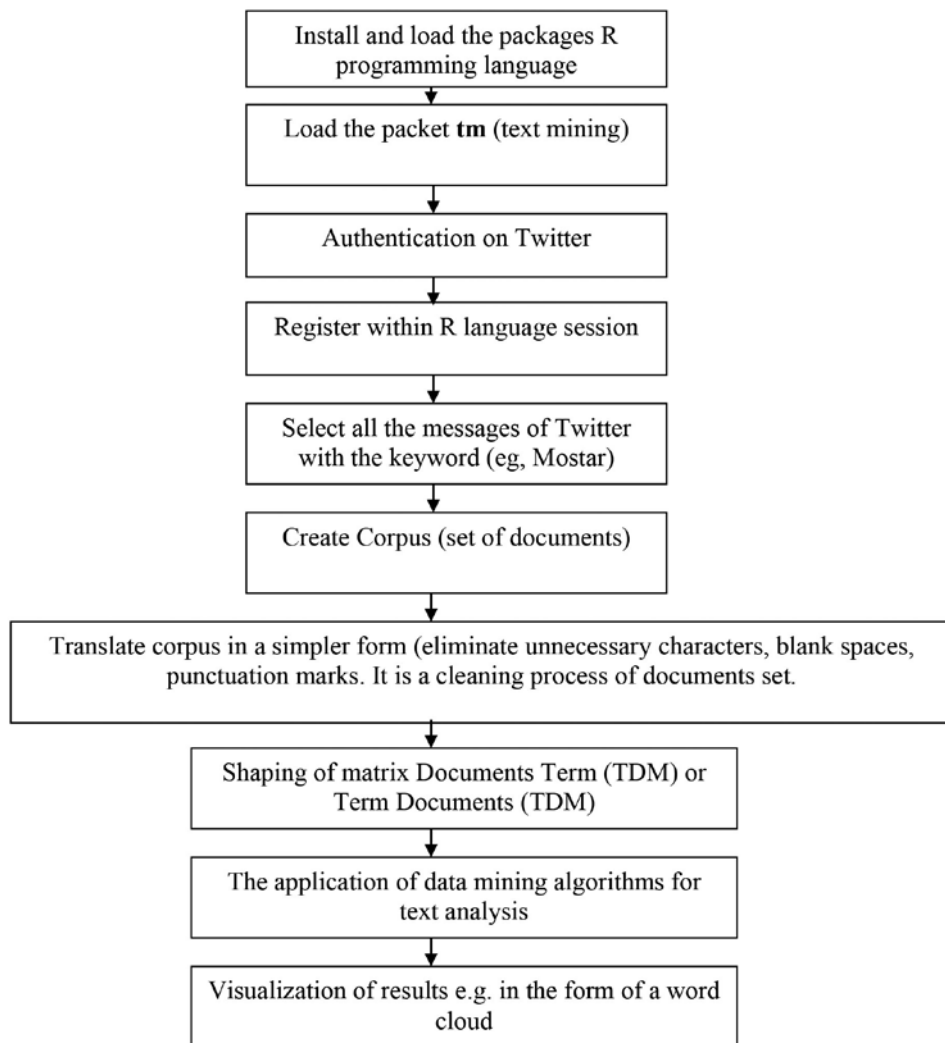 Install and load the packages R
programming language
Load the packet tm (text mining)
Authentication on Twitter
Register within R language session
Select all the messages of Twitter
with the keyword (eg, Mostar)
Create Corpus (set of documents)
Translate corpus in a simpler form (eliminate unnecessary characters, blank spaces,
punctuation marks. It is a cleaning process of documents set.
Shaping of matrix Documents Term (TDM) or
Term Documents (TDM)
The application of data mining algorithms for
text analysis
Visualization of results e.g. in the form of a word
cloud